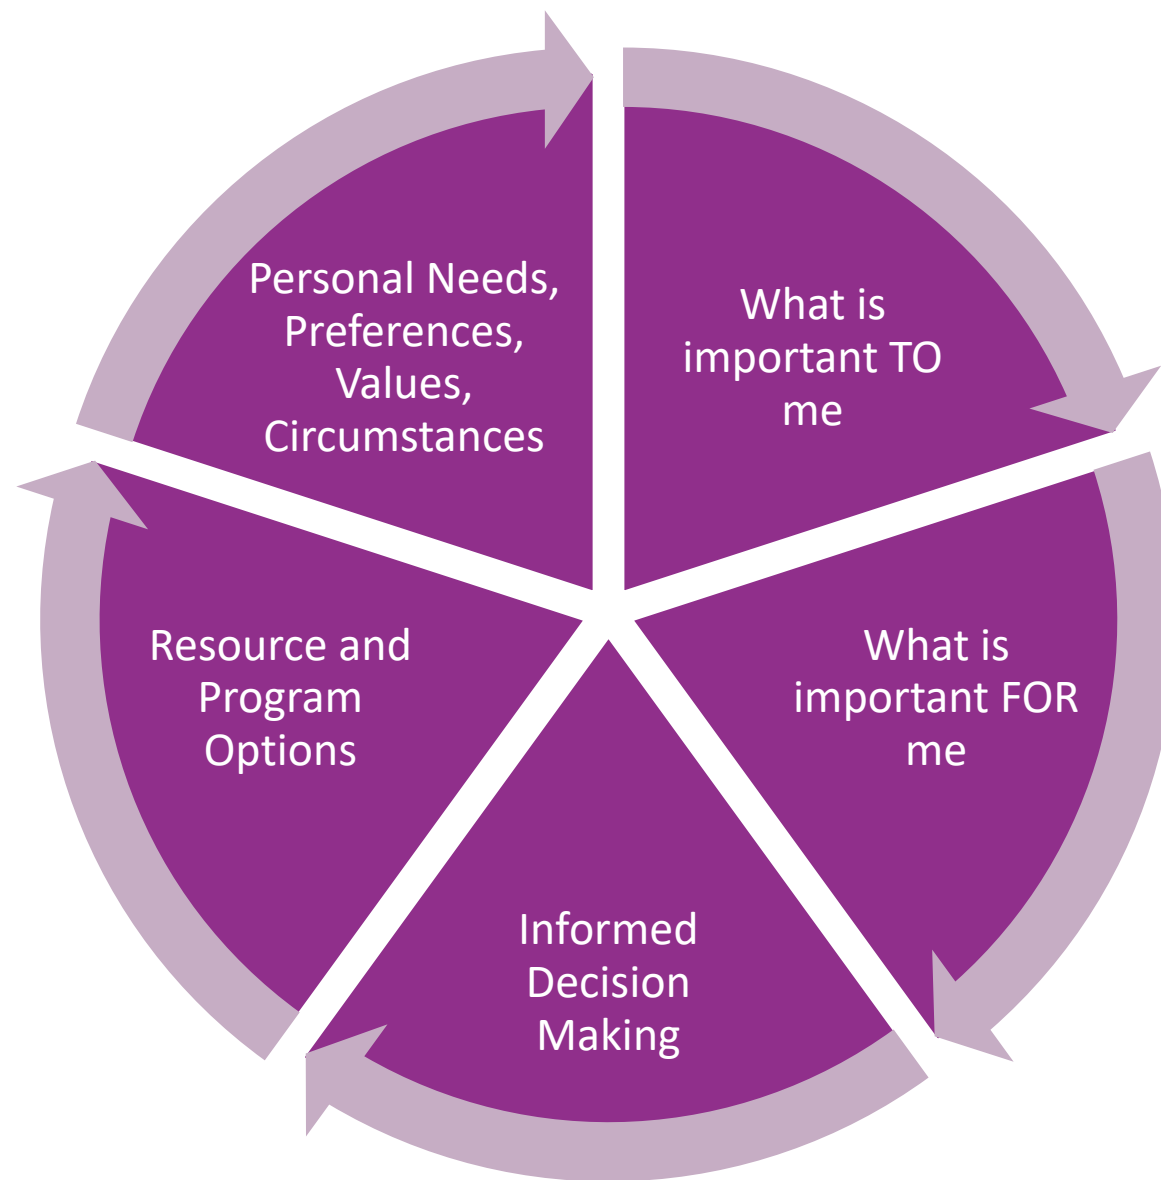 Personal Needs,
Preferences,
Values,
Circumstances
What is
important TO
me
What is
important FOR
me
Informed
Decision
Making
Resource and
Program
Options